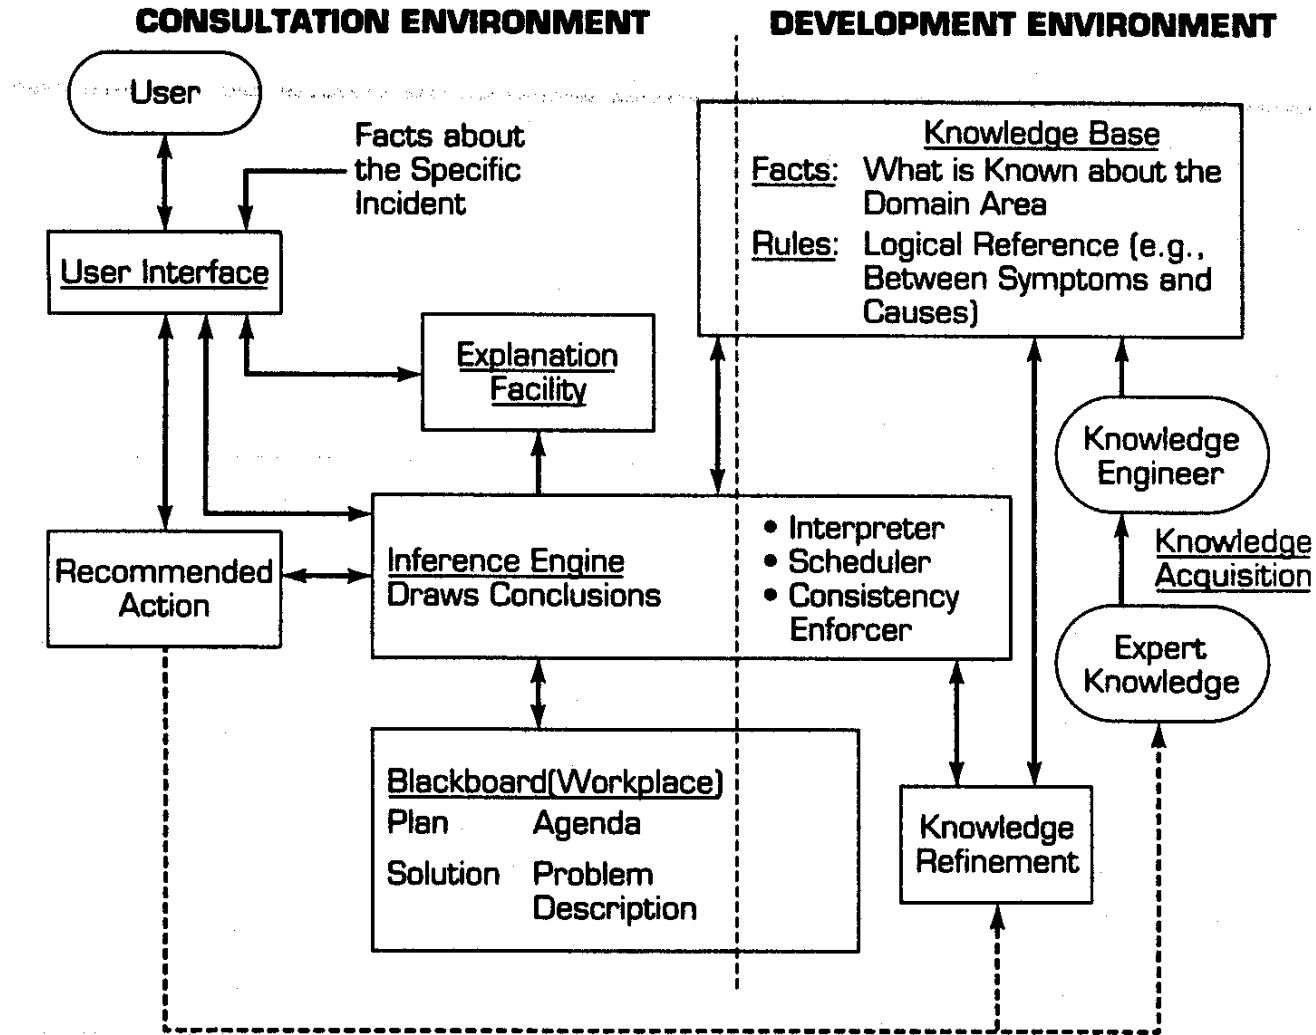 CONSULTATION ENVIRONMENT
DEVELOPMENT ENVIRONMENT
User
Facts about
the Specific
Incident
User Interface
Explanation
Facility
Recommended
Action
Inference Engine
Draws Conclusions
• Interpreter
• Scheduler
• Consistency
Enforcer
Blackboard(Workplace)
Plan Agenda
Solution Problem
Description
Knowledge Base
Facts: What is Known about the
Domain Area
Rules: Logical Reference (e.g.,
Between Symptoms and
Causes)
Knowledge
Engineer
Knowledge
Acquisition
Expert
Knowledge
Knowledge
Refinement